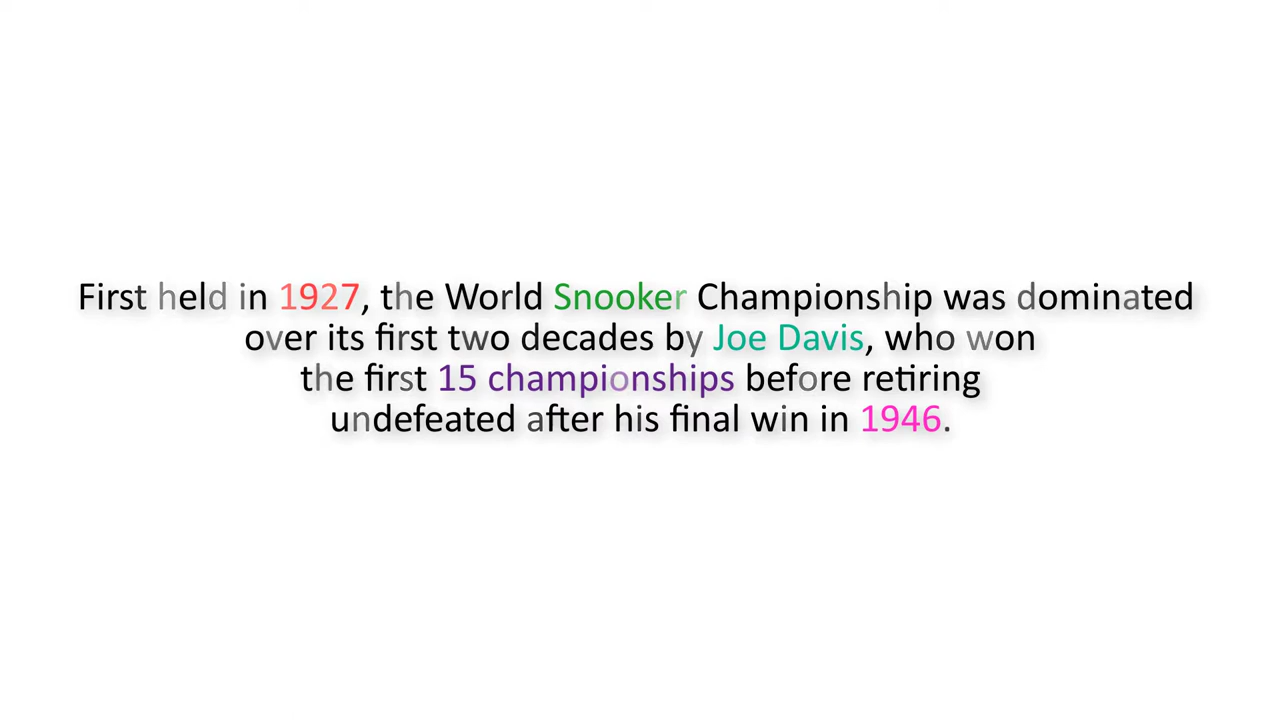 First held in 1927, the World Snooker Championship was dominated
over its first two decades by Joe Davis, who won
the first 15 championships before retiring
undefeated after his final win in 1946.